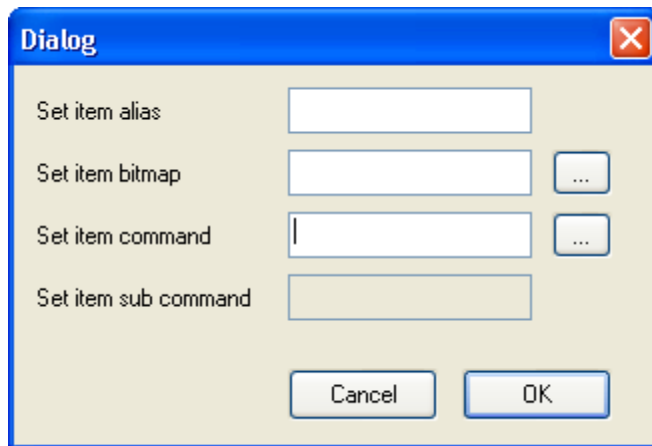 Dialog
Set item alias
Set item bitmap ...
Set item command ...
Set item sub command
Cancel OK